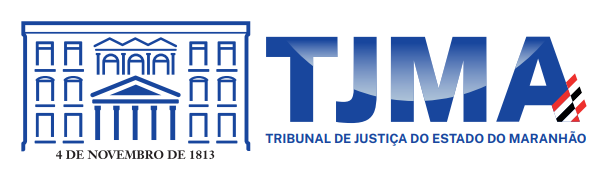 4 DE NOVEMBRO DE 1813
TJMA
TRIBUNAL DE JUSTIÇA DO ESTADO DO MARANHÃO